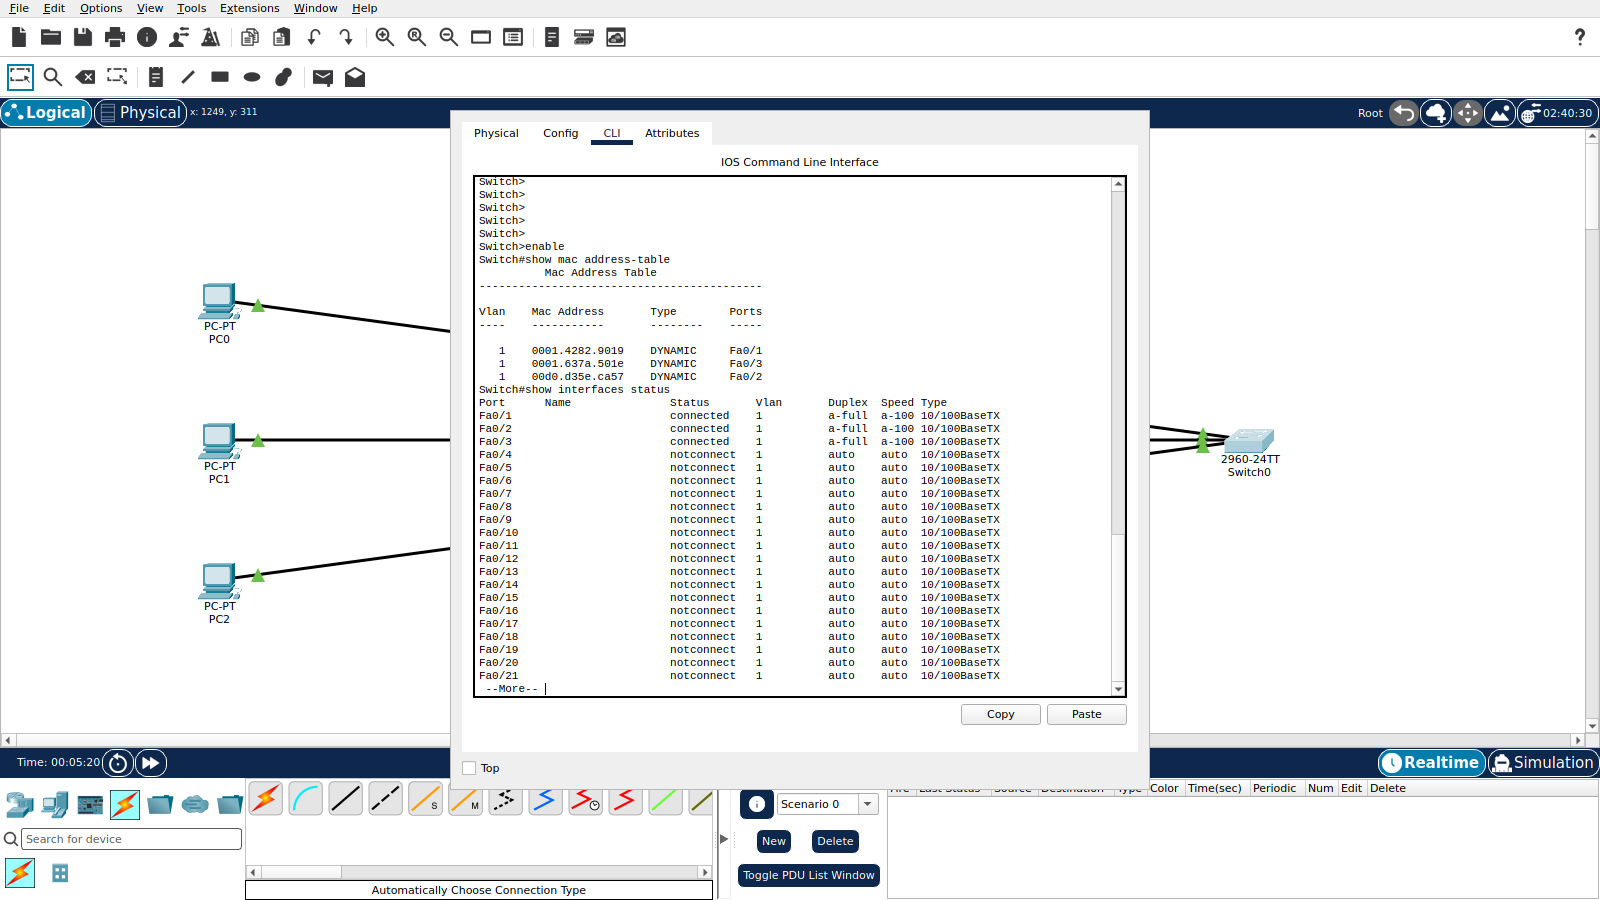 File Edit Options View Tools Extensions Window Help
?
Logical Physical x: 1249, y: 311 Root 02:40:30
Physical Config CLI Attributes
IOS Command Line Interface
Switch>
Switch>
Switch>
Switch>
Switch>
Switch>enable
Switch#show mac address-table
Mac Address Table
-------------------------------------------
Vlan Mac Address Type Ports
---- ----------- -------- -----
1 0001.4282.9019 DYNAMIC Fa0/1
1 0001.637a.501e DYNAMIC Fa0/3
1 00d0.d35e.ca57 DYNAMIC Fa0/2
Switch#show interfaces status
Port Name Status Vlan Duplex Speed Type
Fa0/1 connected 1 a-full a-100 10/100BaseTX
Fa0/2 connected 1 a-full a-100 10/100BaseTX
Fa0/3 connected 1 a-full a-100 10/100BaseTX
Fa0/4 notconnect 1 auto auto 10/100BaseTX
Fa0/5 notconnect 1 auto auto 10/100BaseTX
Fa0/6 notconnect 1 auto auto 10/100BaseTX
Fa0/7 notconnect 1 auto auto 10/100BaseTX
Fa0/8 notconnect 1 auto auto 10/100BaseTX
Fa0/9 notconnect 1 auto auto 10/100BaseTX
Fa0/10 notconnect 1 auto auto 10/100BaseTX
Fa0/11 notconnect 1 auto auto 10/100BaseTX
Fa0/12 notconnect 1 auto auto 10/100BaseTX
Fa0/13 notconnect 1 auto auto 10/100BaseTX
Fa0/14 notconnect 1 auto auto 10/100BaseTX
Fa0/15 notconnect 1 auto auto 10/100BaseTX
Fa0/16 notconnect 1 auto auto 10/100BaseTX
Fa0/17 notconnect 1 auto auto 10/100BaseTX
Fa0/18 notconnect 1 auto auto 10/100BaseTX
Fa0/19 notconnect 1 auto auto 10/100BaseTX
Fa0/20 notconnect 1 auto auto 10/100BaseTX
Fa0/21 notconnect 1 auto auto 10/100BaseTX
--More--
Copy Paste
Top
PC-PT
PC0
PC-PT
PC1
PC-PT
PC2
2960-24TT
Switch0
Time: 00:05:20 Realtime Simulation
S M
Search for device
Automatically Choose Connection Type
Scenario 0
New Delete
Toggle PDU List Window
Fire Last Status Source Destination Type Color Time(sec) Periodic Num Edit Delete